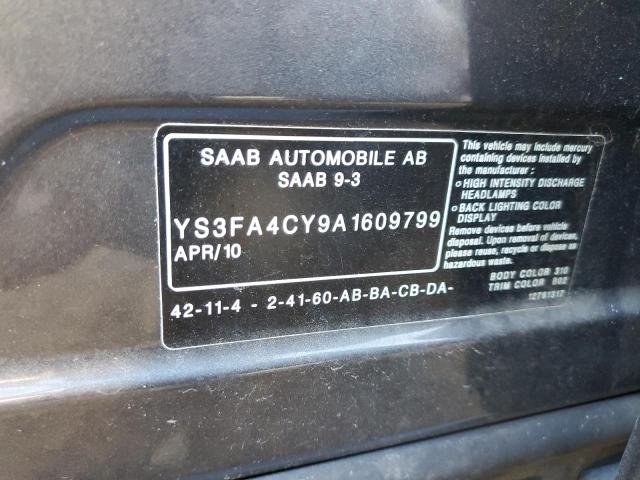 SAAB AUTOMOBILE AB
SAAB 9-3
YS3FA4CY9A1609799
APR/10
42-11-4 - 2-41-60-AB-BA-CB-DA-
This vehicle may include mercury
containing devices installed by
the manufacturer :
○ HIGH INTENSITY DISCHARGE
HEADLAMPS
○ BACK LIGHTING COLOR
DISPLAY
Remove devices before vehicle
disposal. Upon removal of devices,
please reuse, recycle or dispose as
hazardous waste.
BODY COLOR 310
TRIM COLOR 802
12761317